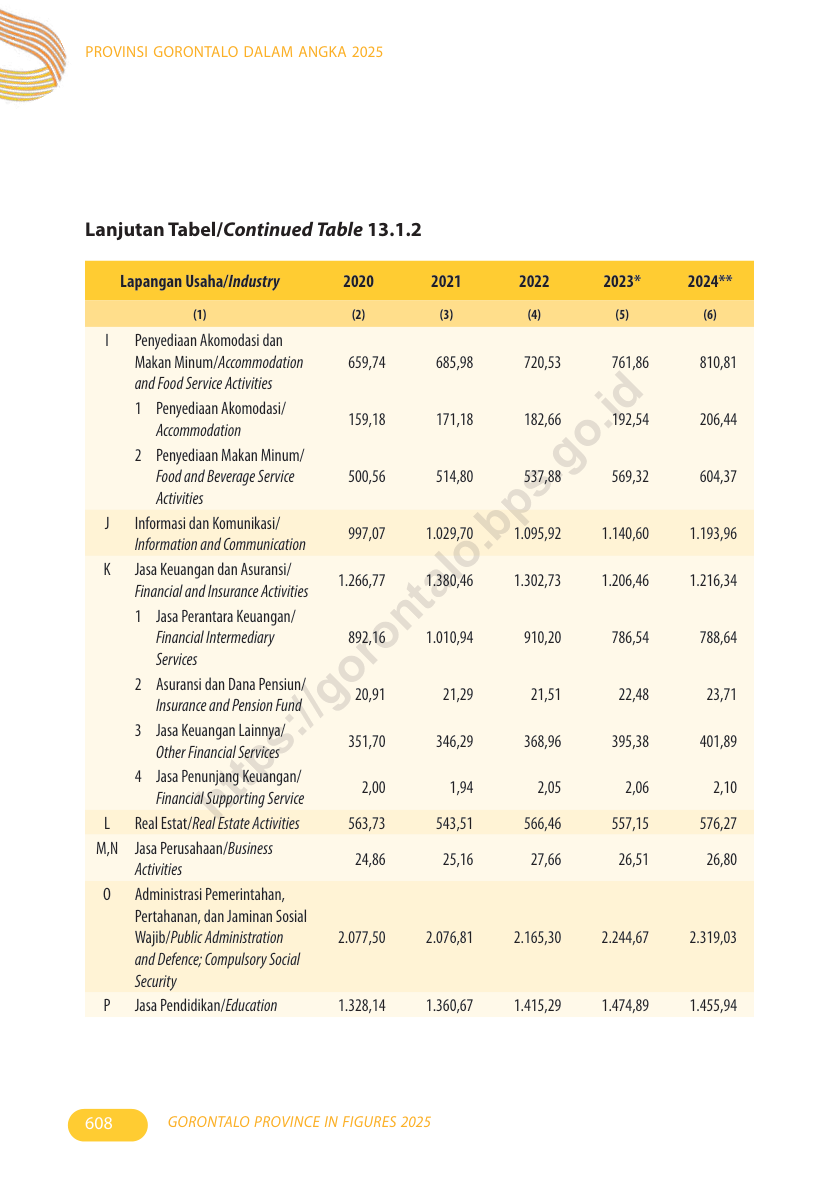 PROVINSI GORONTALO DALAM ANGKA 2025
Lanjutan Tabel/Continued Table 13.1.2
Lapangan Usaha/Industry 2020 2021 2022 2023* 2024**
(1) (2) (3) (4) (5) (6)
I Penyediaan Akomodasi dan
Makan Minum/Accommodation 659,74 685,98 720,53 761,86 810,81
and Food Service Activities
1 Penyediaan Akomodasi/
Accommodation 159,18 171,18 182,66 192,54 206,44
2 Penyediaan Makan Minum/
Food and Beverage Service 500,56 514,80 537,88 569,32 604,37
Activities
J Informasi dan Komunikasi/
Information and Communication 997,07 1.029,70 1.095,92 1.140,60 1.193,96
K Jasa Keuangan dan Asuransi/
Financial and Insurance Activities 1.266,77 1.380,46 1.302,73 1.206,46 1.216,34
1 Jasa Perantara Keuangan/
Financial Intermediary 892,16 1.010,94 910,20 786,54 788,64
Services
2 Asuransi dan Dana Pensiun/
Insurance and Pension Fund 20,91 21,29 21,51 22,48 23,71
3 Jasa Keuangan Lainnya/
Other Financial Services 351,70 346,29 368,96 395,38 401,89
4 Jasa Penunjang Keuangan/
Financial Supporting Service 2,00 1,94 2,05 2,06 2,10
L Real Estat/Real Estate Activities 563,73 543,51 566,46 557,15 576,27
M,N Jasa Perusahaan/Business
Activities 24,86 25,16 27,66 26,51 26,80
O Administrasi Pemerintahan,
Pertahanan, dan Jaminan Sosial
Wajib/Public Administration 2.077,50 2.076,81 2.165,30 2.244,67 2.319,03
and Defence; Compulsory Social
Security
P Jasa Pendidikan/Education 1.328,14 1.360,67 1.415,29 1.474,89 1.455,94
https://gorontalo.bps.go.id
608 GORONTALO PROVINCE IN FIGURES 2025